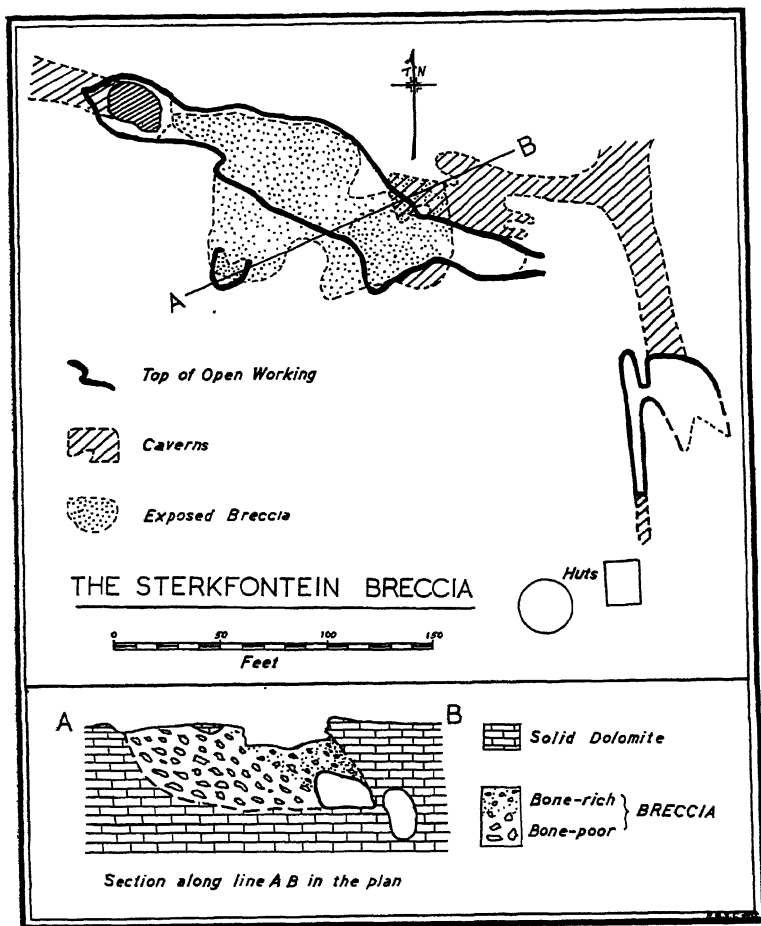 N
B
A
Top of Open Working
Caverns
Exposed Breccia
THE STERKFONTEIN BRECCIA
Huts
0 50 100 150
Feet
A
B
Solid Dolomite
Bone-rich
Bone-poor
BRECCIA
Section along line A B in the plan